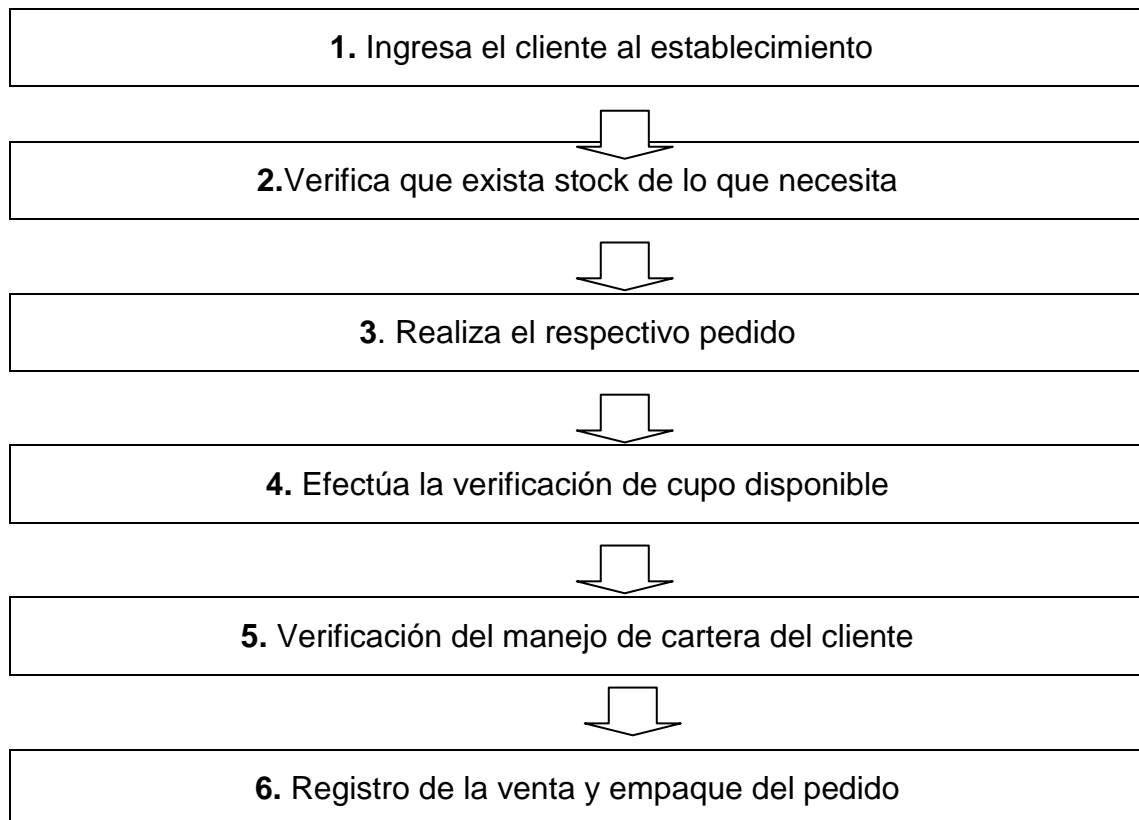 1. Ingresa el cliente al establecimiento
2.Verifica que exista stock de lo que necesita
3. Realiza el respectivo pedido
4. Efectúa la verificación de cupo disponible
5. Verificación del manejo de cartera del cliente
6. Registro de la venta y empaque del pedido